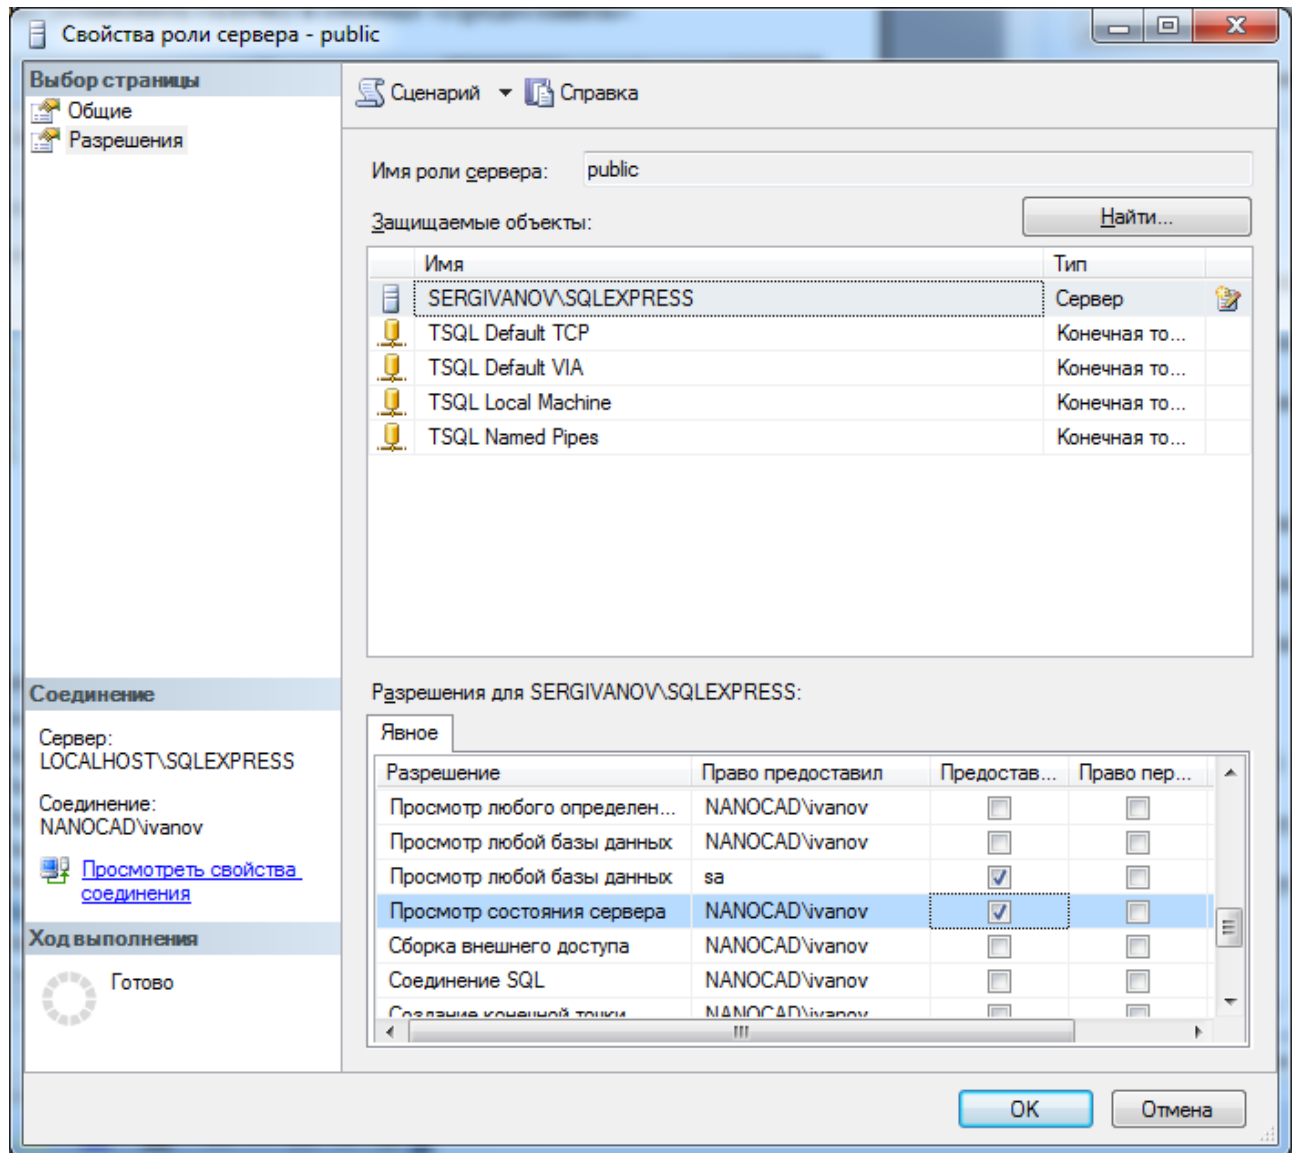 Свойства роли сервера - public
Выбор страницы
Общие
Разрешения
Сценарий
Справка
Имя роли сервера:
public
Защищаемые объекты:
Найти...
Имя
Тип
SERGIVANOV\SQLEXPRESS
Сервер
TSQL Default TCP
Конечная то...
TSQL Default VIA
Конечная то...
TSQL Local Machine
Конечная то...
TSQL Named Pipes
Конечная то...
Соединение
Сервер:
LOCALHOST\SQLEXPRESS
Соединение:
NANOCAD\ivanov
Просмотреть свойства
соединения
Ход выполнения
Готово
Разрешения для SERGIVANOV\SQLEXPRESS:
Явное
Разрешение
Право предоставил
Предостав...
Право пер...
Просмотр любого определен...
NANOCAD\ivanov
Просмотр любой базы данных
NANOCAD\ivanov
Просмотр любой базы данных
sa
Просмотр состояния сервера
NANOCAD\ivanov
Сборка внешнего доступа
NANOCAD\ivanov
Соединение SQL
NANOCAD\ivanov
Создание конечной точки
NANOCAD\ivanov
OK
Отмена